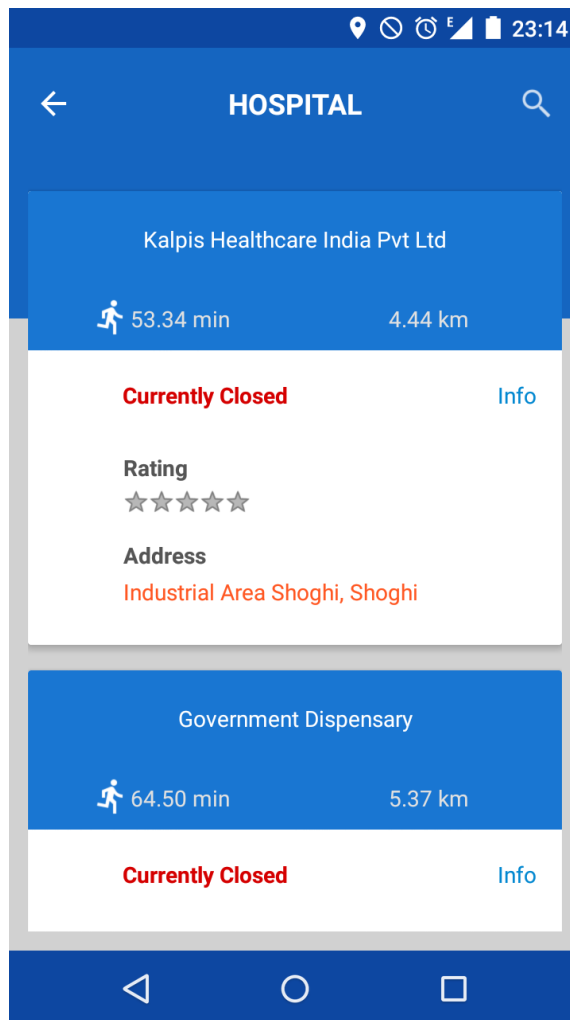 E 23:14
HOSPITAL
Kalpis Healthcare India Pvt Ltd
53.34 min 4.44 km
Currently Closed Info
Rating
Address
Industrial Area Shoghi, Shoghi
Government Dispensary
64.50 min 5.37 km
Currently Closed Info